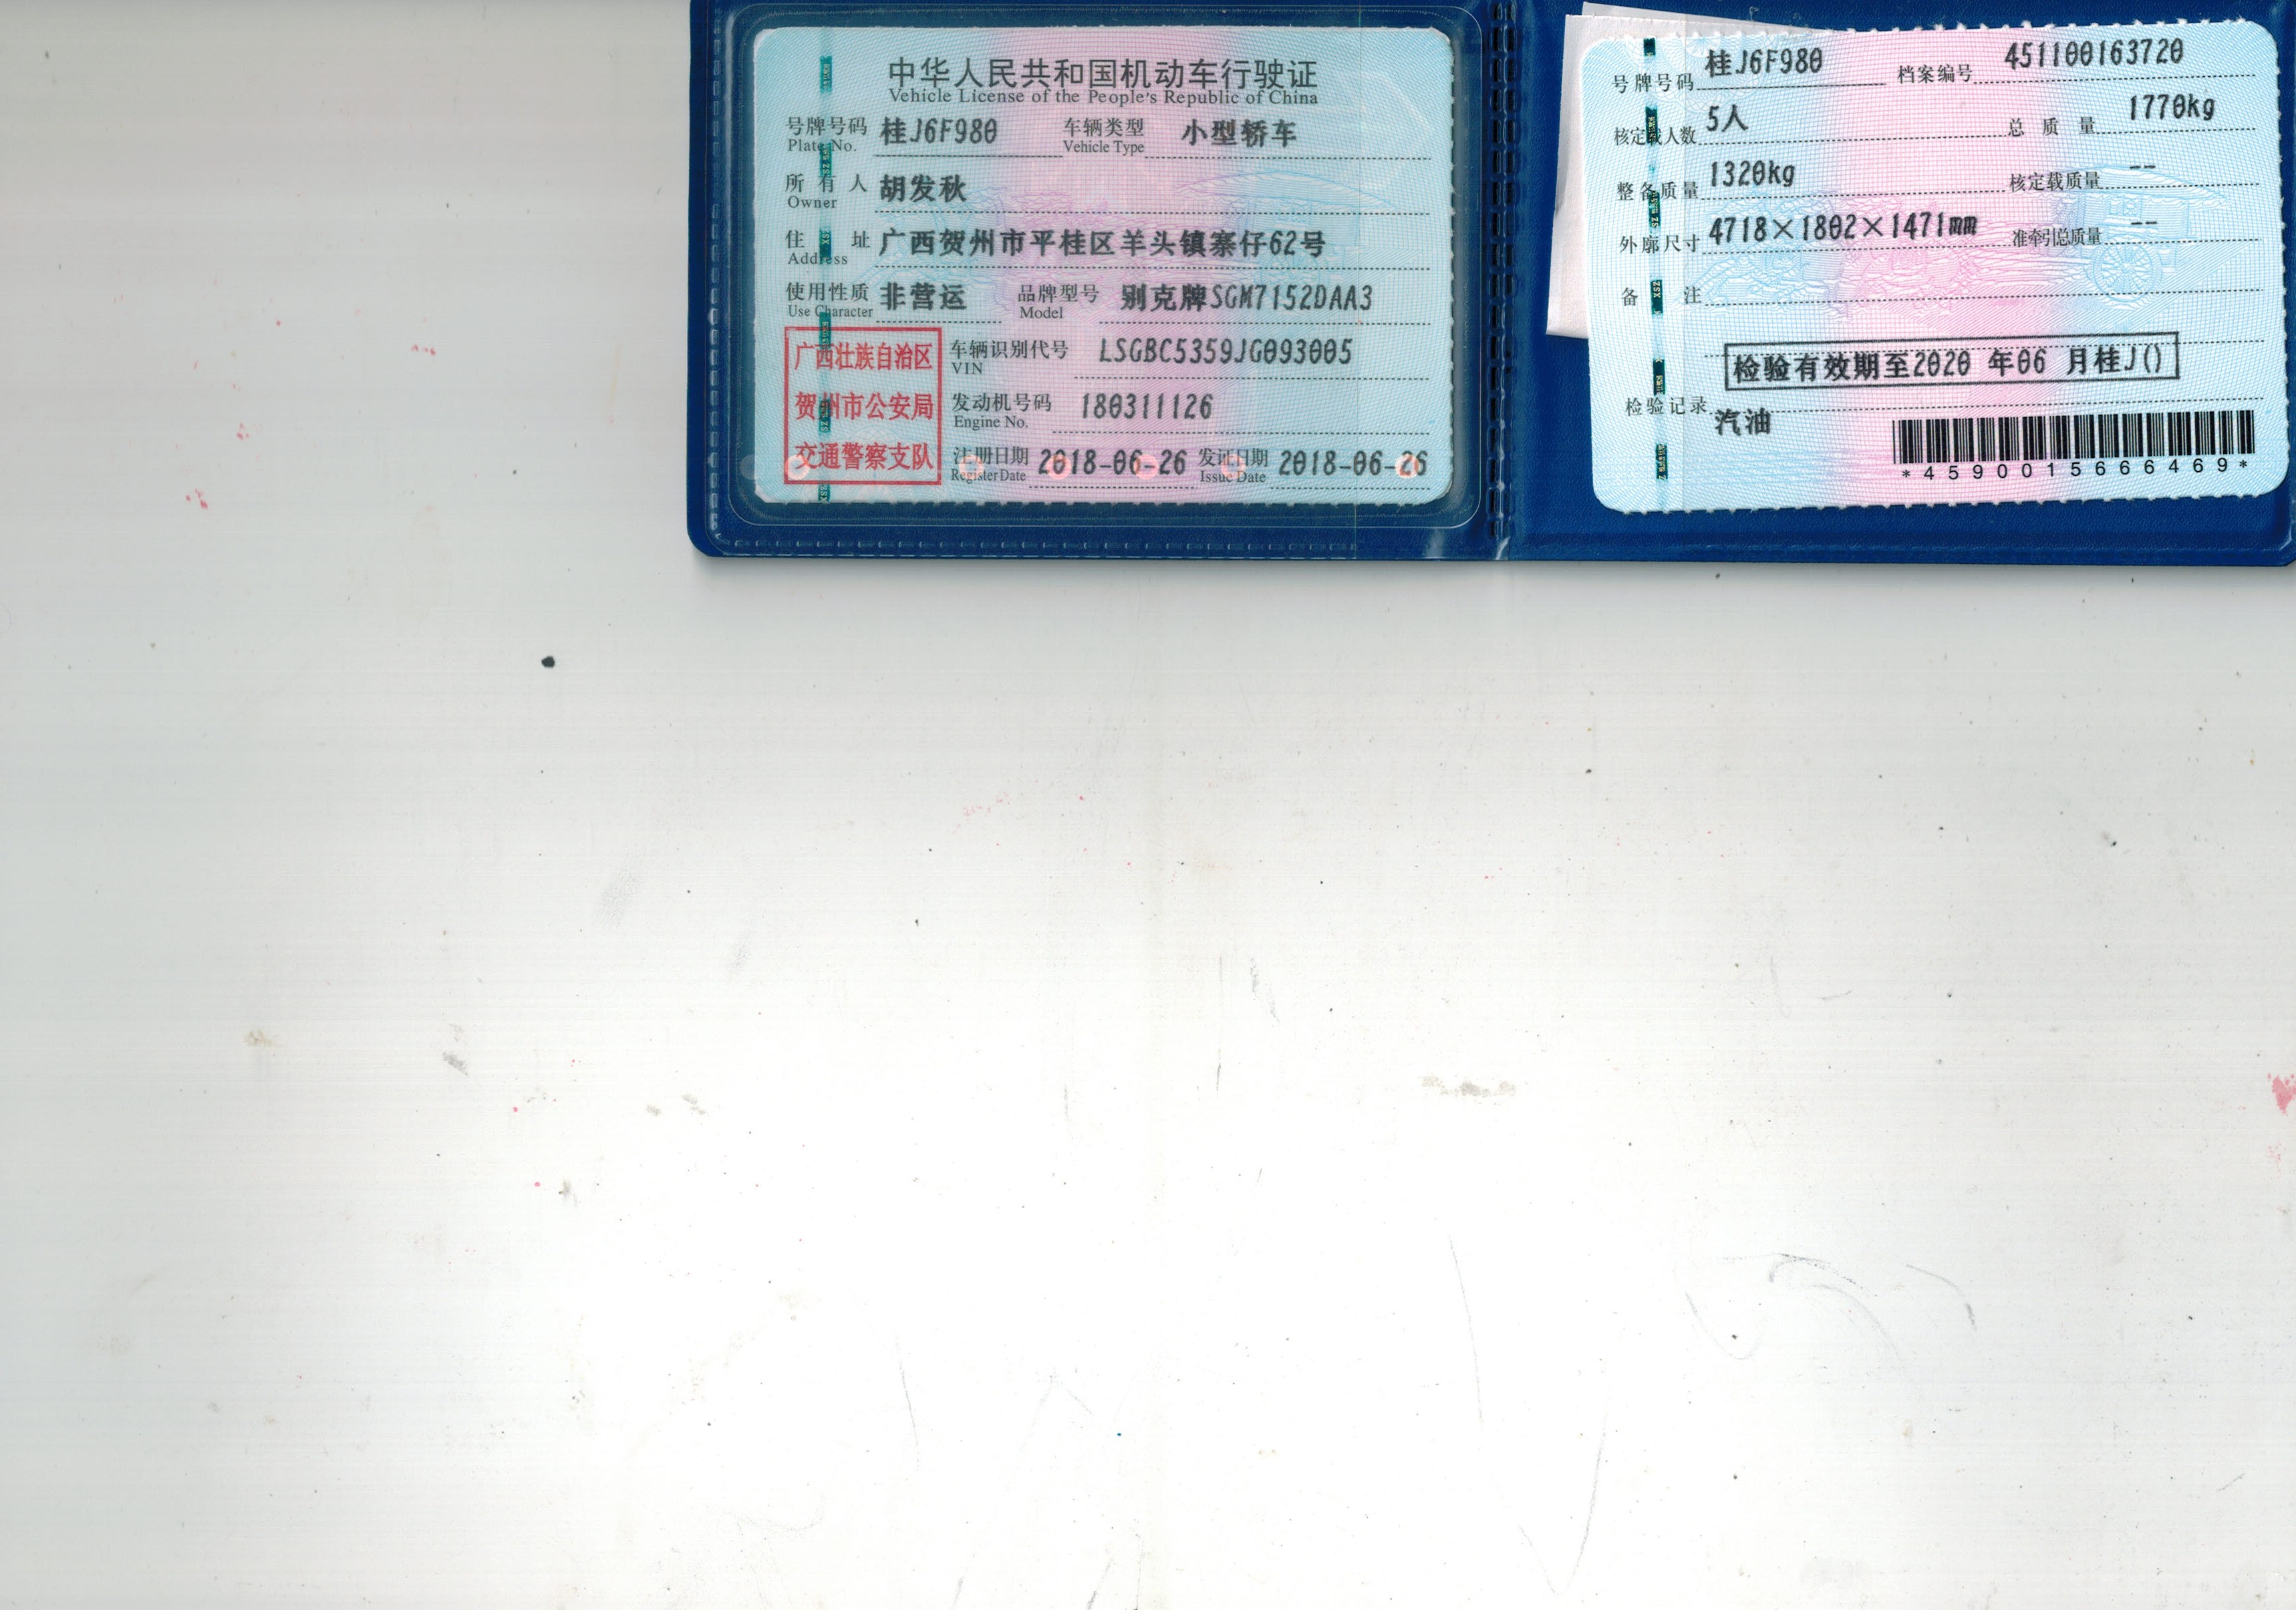 中华人民共和国机动车行驶证
Vehicle License of the People's Republic of China
号牌号码 桂J6F980 车辆类型 小型轿车
Plate No. Vehicle Type
所有人 胡发秋
Owner
住址 广西贺州市平桂区羊头镇寨仔62号
Address
使用性质 非营运 品牌型号 别克牌SGM7152DAA3
Use Character Model
广西壮族自治区
贺州市公安局
交通警察支队
车辆识别代号 LSGBC5359JG093005
VIN
发动机号码 180311126
Engine No.
注册日期 2018-06-26 发证日期 2018-06-26
Register Date Issue Date
号牌号码 桂J6F980 档案编号 451100163720
核定载人数 5人 总质量 1770kg
整备质量 1320kg 核定载质量 --
外廓尺寸 4718×1802×1471mm 准牵引总质量 --
备注
检验有效期至2020 年06 月桂J()
检验记录
汽油
*4590015666469*